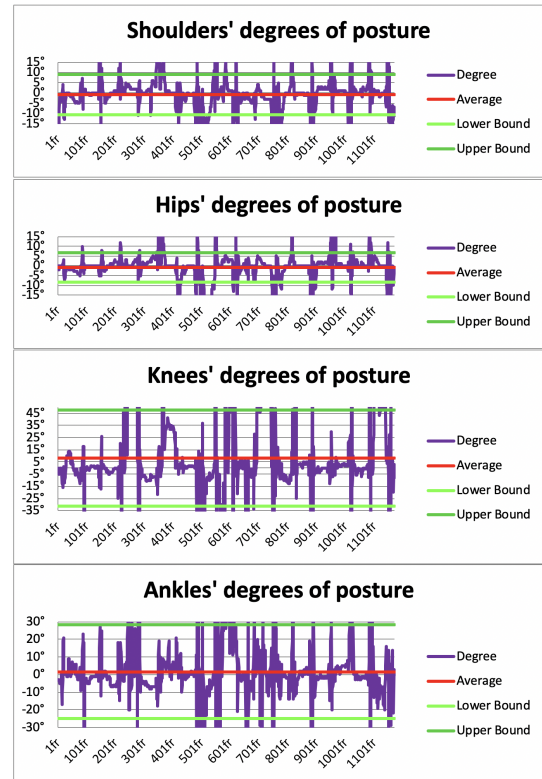 Shoulders' degrees of posture
15°
10°
5°
0°
-5°
-10°
-15°
1fr
101fr
201fr
301fr
401fr
501fr
601fr
701fr
801fr
901fr
1001fr
1101fr
Degree
Average
Lower Bound
Upper Bound
Hips' degrees of posture
15°
10°
5°
0°
-5°
-10°
-15°
1fr
101fr
201fr
301fr
401fr
501fr
601fr
701fr
801fr
901fr
1001fr
1101fr
Degree
Average
Lower Bound
Upper Bound
Knees' degrees of posture
45°
35°
25°
15°
5°
-5°
-15°
-25°
-35°
1fr
101fr
201fr
301fr
401fr
501fr
601fr
701fr
801fr
901fr
1001fr
1101fr
Degree
Average
Lower Bound
Upper Bound
Ankles' degrees of posture
30°
20°
10°
0°
-10°
-20°
-30°
1fr
101fr
201fr
301fr
401fr
501fr
601fr
701fr
801fr
901fr
1001fr
1101fr
Degree
Average
Lower Bound
Upper Bound